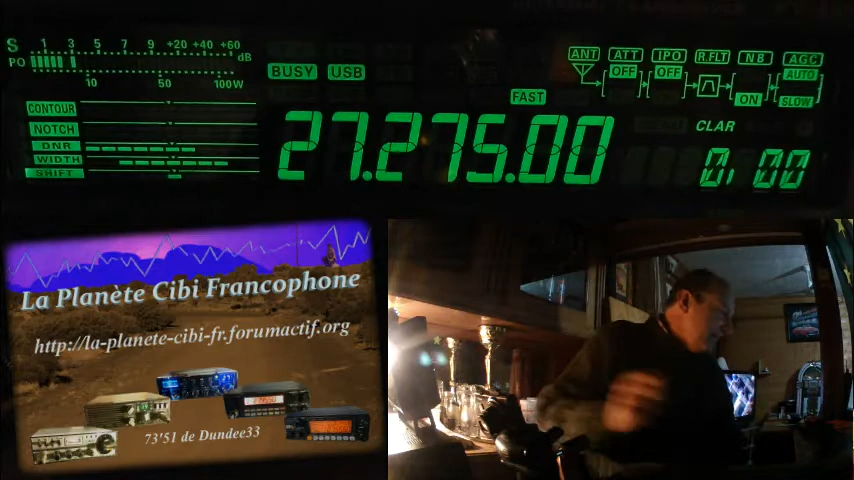 S 1 3 5 7 9 +20 +40 +60 dB
PO 10 50 100W
BUSY USB
FAST
ANT ATT IPO R.FLT NB AGC
OFF OFF AUTO
ON SLOW
CONTOUR
NOTCH
DNR
WIDTH
SHIFT
27.275.00
CLAR
0.00
La Planète Cibi Francophone
http://la-planete-cibi-fr.forumactif.org
73'51 de Dundee33